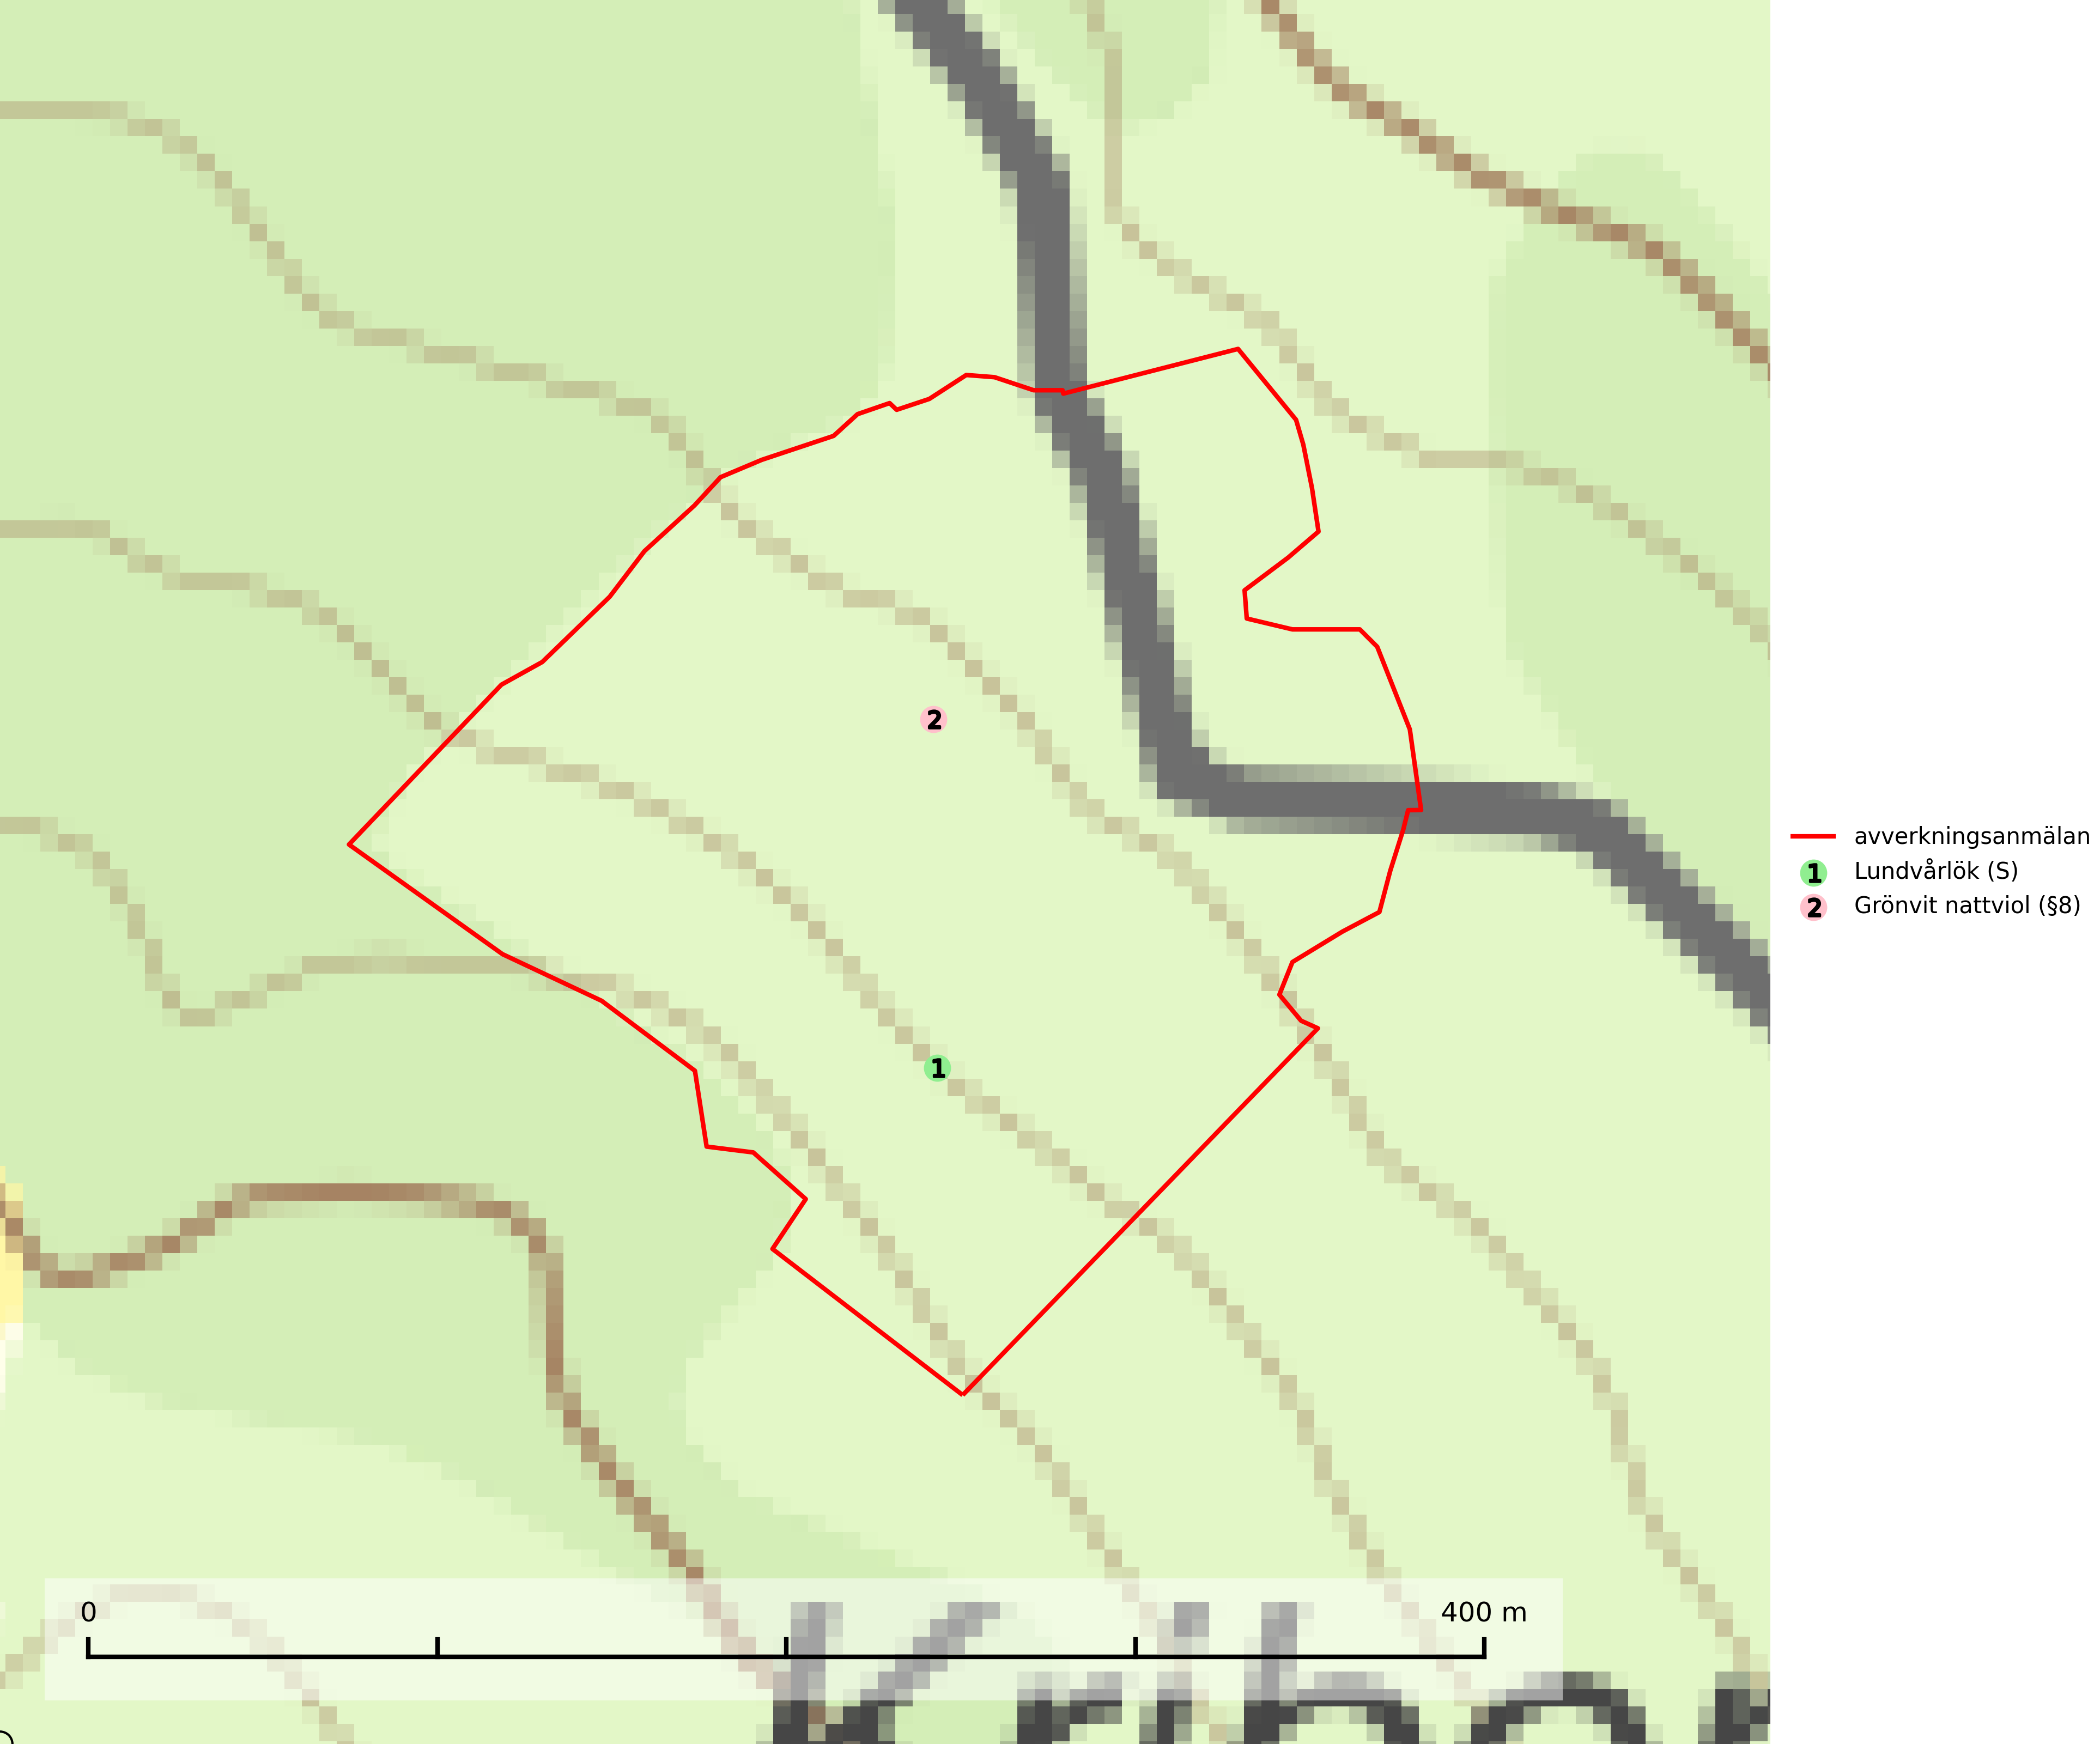 2
1
avverkningsanmälan
1 Lundvårlök (S)
2 Grönvit nattviol (§8)
0 400 m